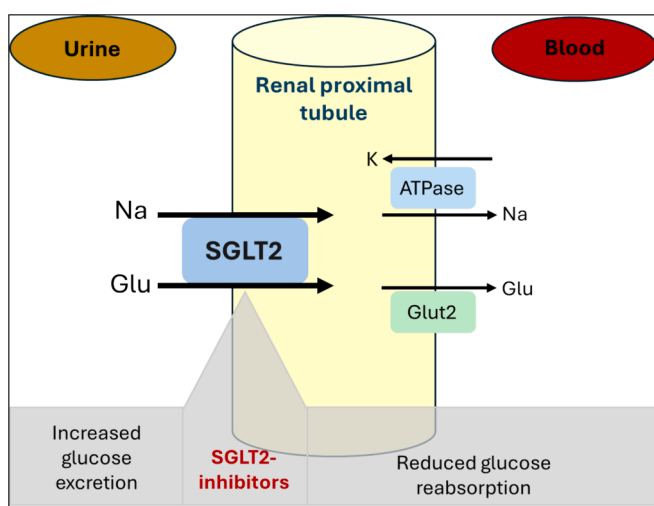 Urine
Blood
Renal proximal
tubule
K
ATPase
Na
Na
SGLT2
Glu
Glu
Glut2
Increased
glucose
excretion
SGLT2-
inhibitors
Reduced glucose
reabsorption